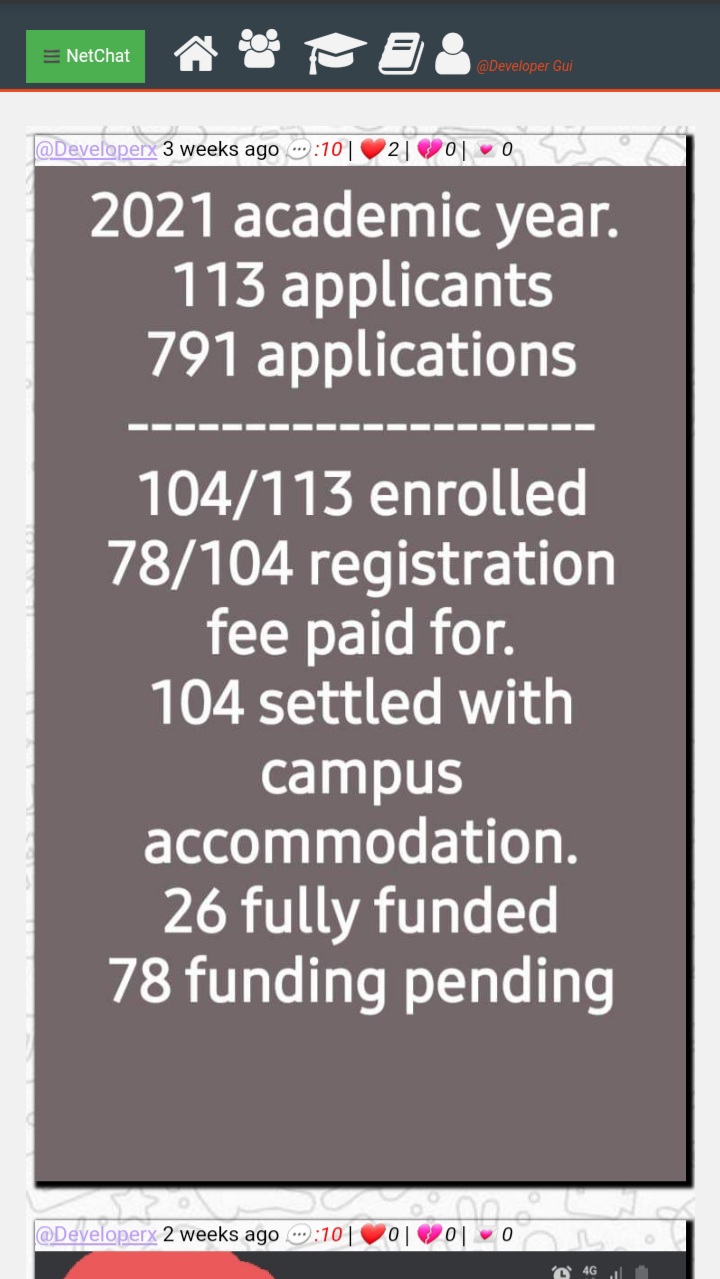 NetChat
@Developer Gui
@Developerx 3 weeks ago 💬:10 | ❤️2 | 💔0 | 💌 0
2021 academic year.
113 applicants
791 applications
--------------------
104/113 enrolled
78/104 registration
fee paid for.
104 settled with
campus
accommodation.
26 fully funded
78 funding pending
@Developerx 2 weeks ago 💬:10 | ❤️0 | 💔0 | 💌 0
4G